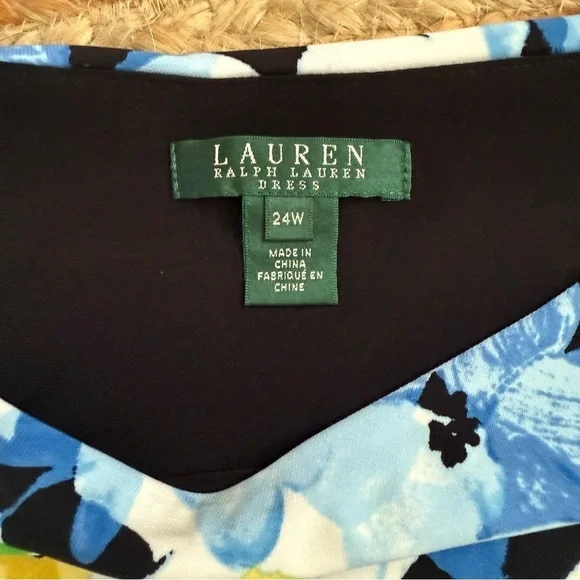 LAUREN
RALPH LAUREN
DRESS
24W
MADE IN
CHINA
FABRIQUÉ EN
CHINE